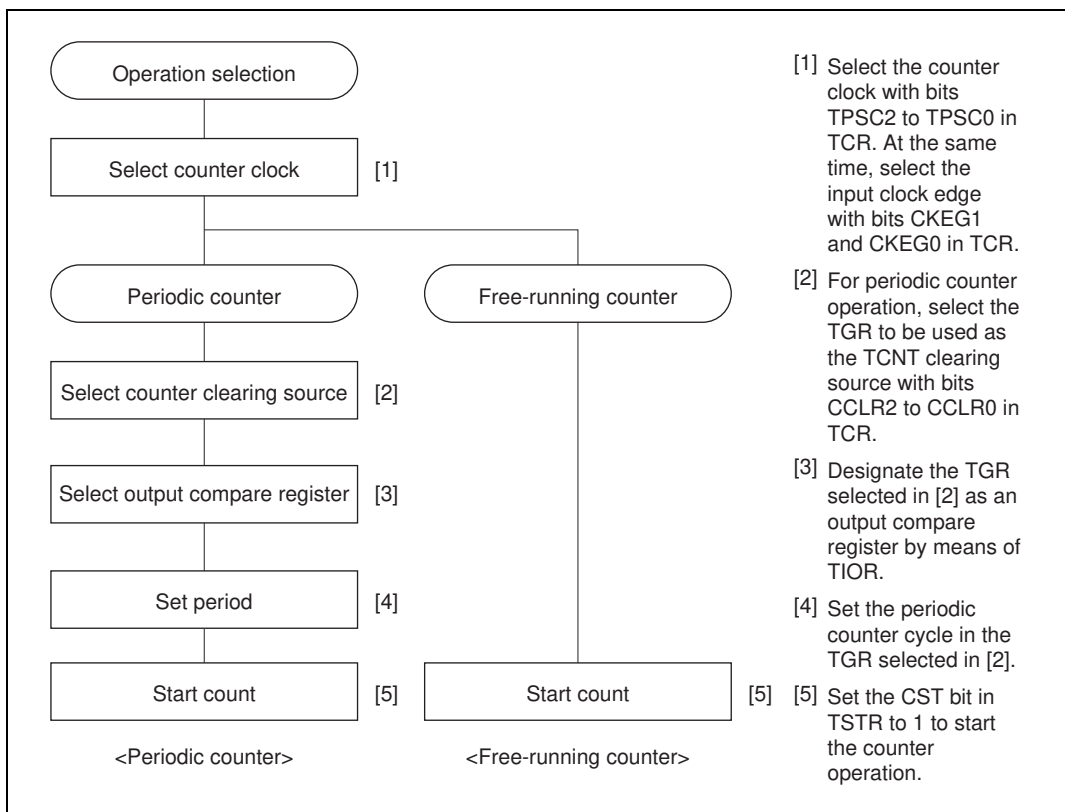 Operation selection
Select counter clock [1]
Periodic counter
Free-running counter
Select counter clearing source [2]
Select output compare register [3]
Set period [4]
Start count [5]
Start count [5]
<Periodic counter>
<Free-running counter>
[1] Select the counter
clock with bits
TPSC2 to TPSC0 in
TCR. At the same
time, select the
input clock edge
with bits CKEG1
and CKEG0 in TCR.
[2] For periodic counter
operation, select the
TGR to be used as
the TCNT clearing
source with bits
CCLR2 to CCLR0 in
TCR.
[3] Designate the TGR
selected in [2] as an
output compare
register by means of
TIOR.
[4] Set the periodic
counter cycle in the
TGR selected in [2].
[5] Set the CST bit in
TSTR to 1 to start
the counter
operation.